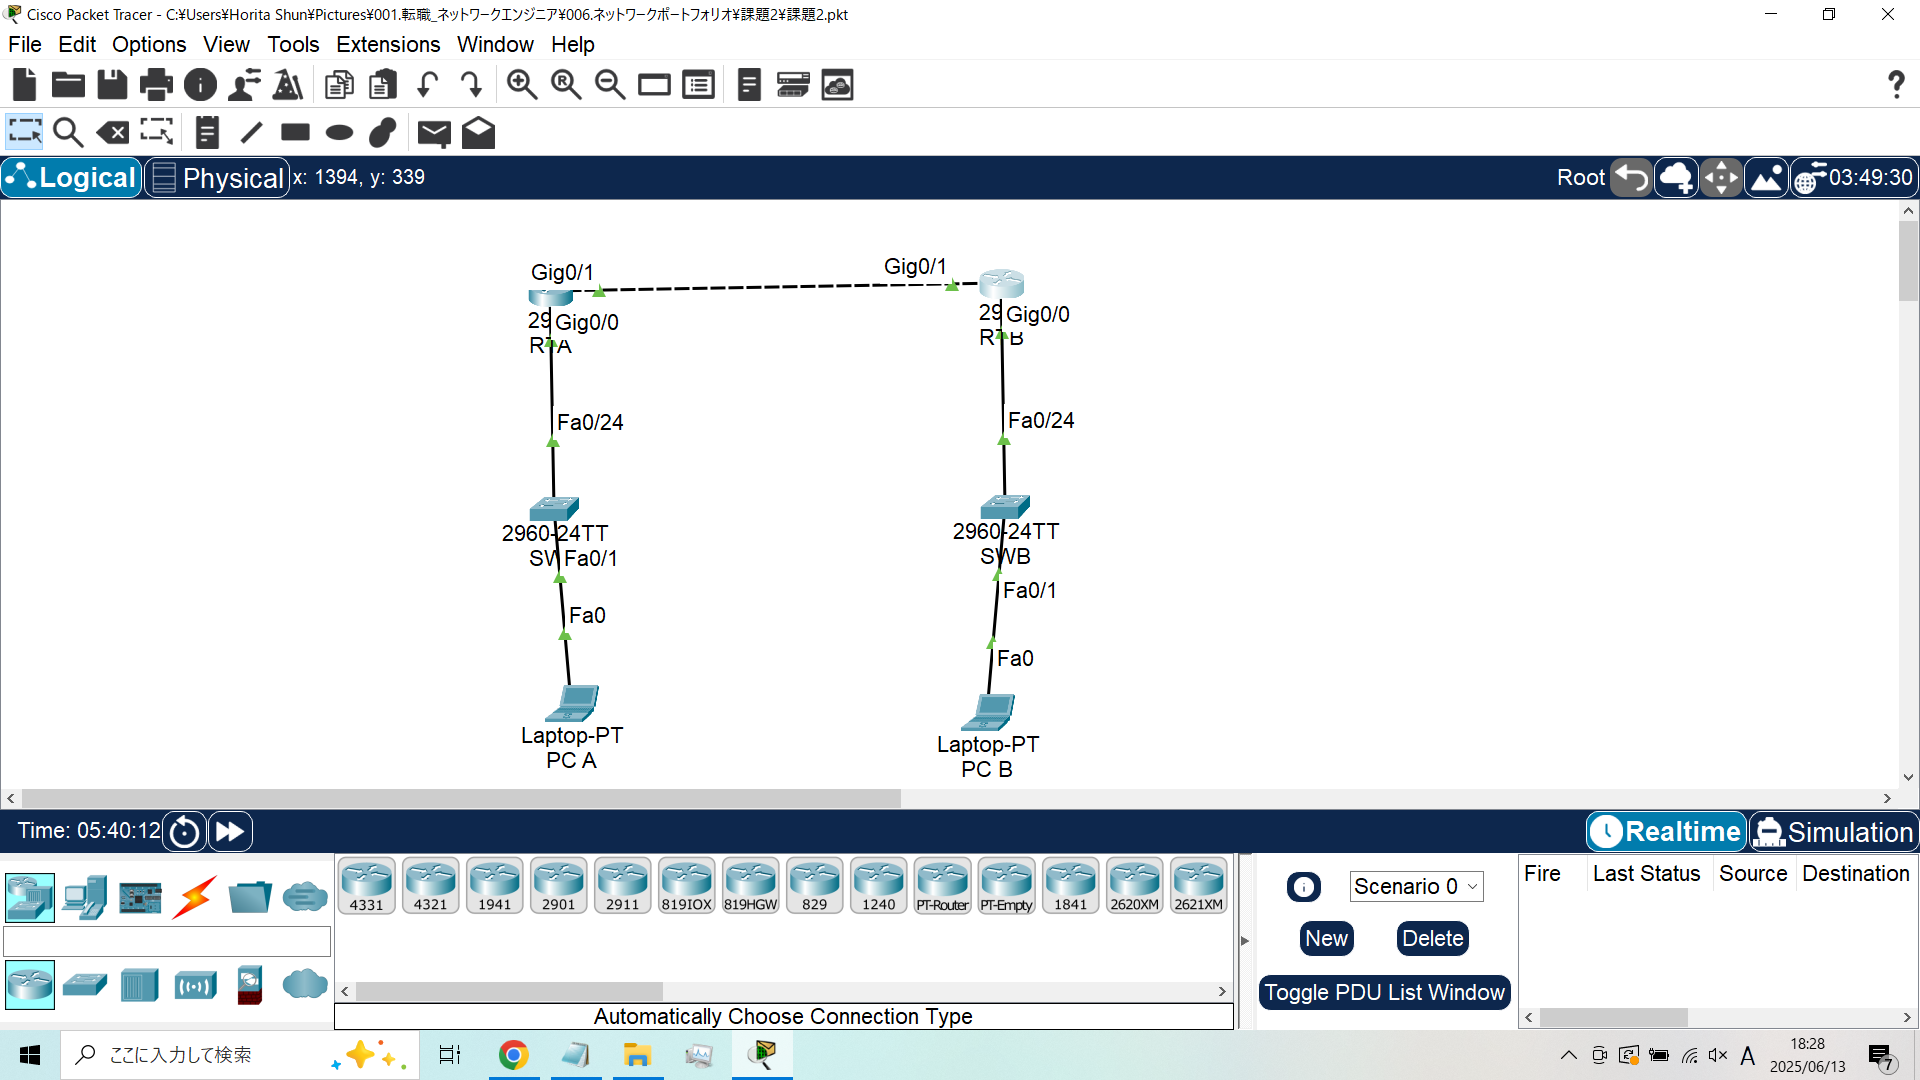 Cisco Packet Tracer - C:¥Users¥Horita Shun¥Pictures¥001.転職_ネットワークエンジニア¥006.ネットワークポートフォリオ¥課題2¥課題2.pkt
File Edit Options View Tools Extensions Window Help
Logical Physical x: 1394, y: 339 Root 03:49:30
Gig0/1 Gig0/1
29 Gig0/0 29 Gig0/0
RTA RTB
Fa0/24 Fa0/24
2960-24TT 2960-24TT
SW Fa0/1 SWB
Fa0/1
Fa0
Fa0
Laptop-PT Laptop-PT
PC A PC B
Time: 05:40:12 Realtime Simulation
4331 4321 1941 2901 2911 819IOX 819HGW 829 1240 PT-Router PT-Empty 1841 2620XM 2621XM
Scenario 0
New Delete
Toggle PDU List Window
Fire Last Status Source Destination
Automatically Choose Connection Type
ここに入力して検索
A
18:28
2025/06/13
7